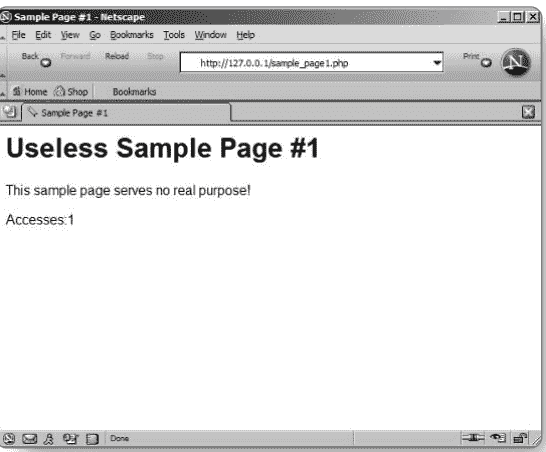 Sample Page #1 - Netscape
File Edit View Go Bookmarks Tools Window Help
Back Forward Reload Stop http://127.0.0.1/sample_page1.php Print N
Home Shop Bookmarks
Sample Page #1
Useless Sample Page #1
This sample page serves no real purpose!
Accesses:1
Done